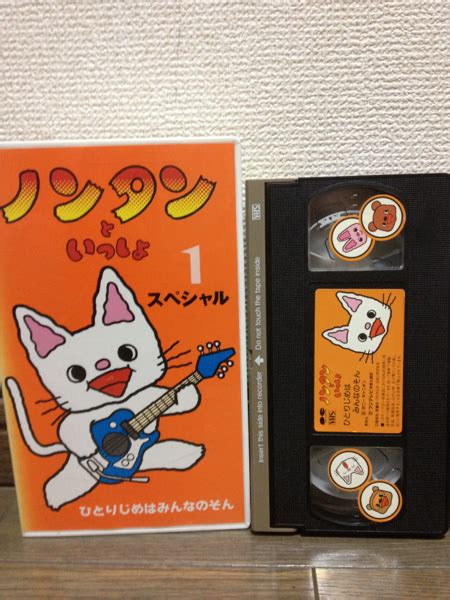 ノンタン
と
いっしょ
1
スペシャル
ひとりじめはみんなのそん
VHS
Do not touch the tape inside
Insert this side into recorder
VHS
ノンタン
といっしょ
ひとりじめは
みんなのそん